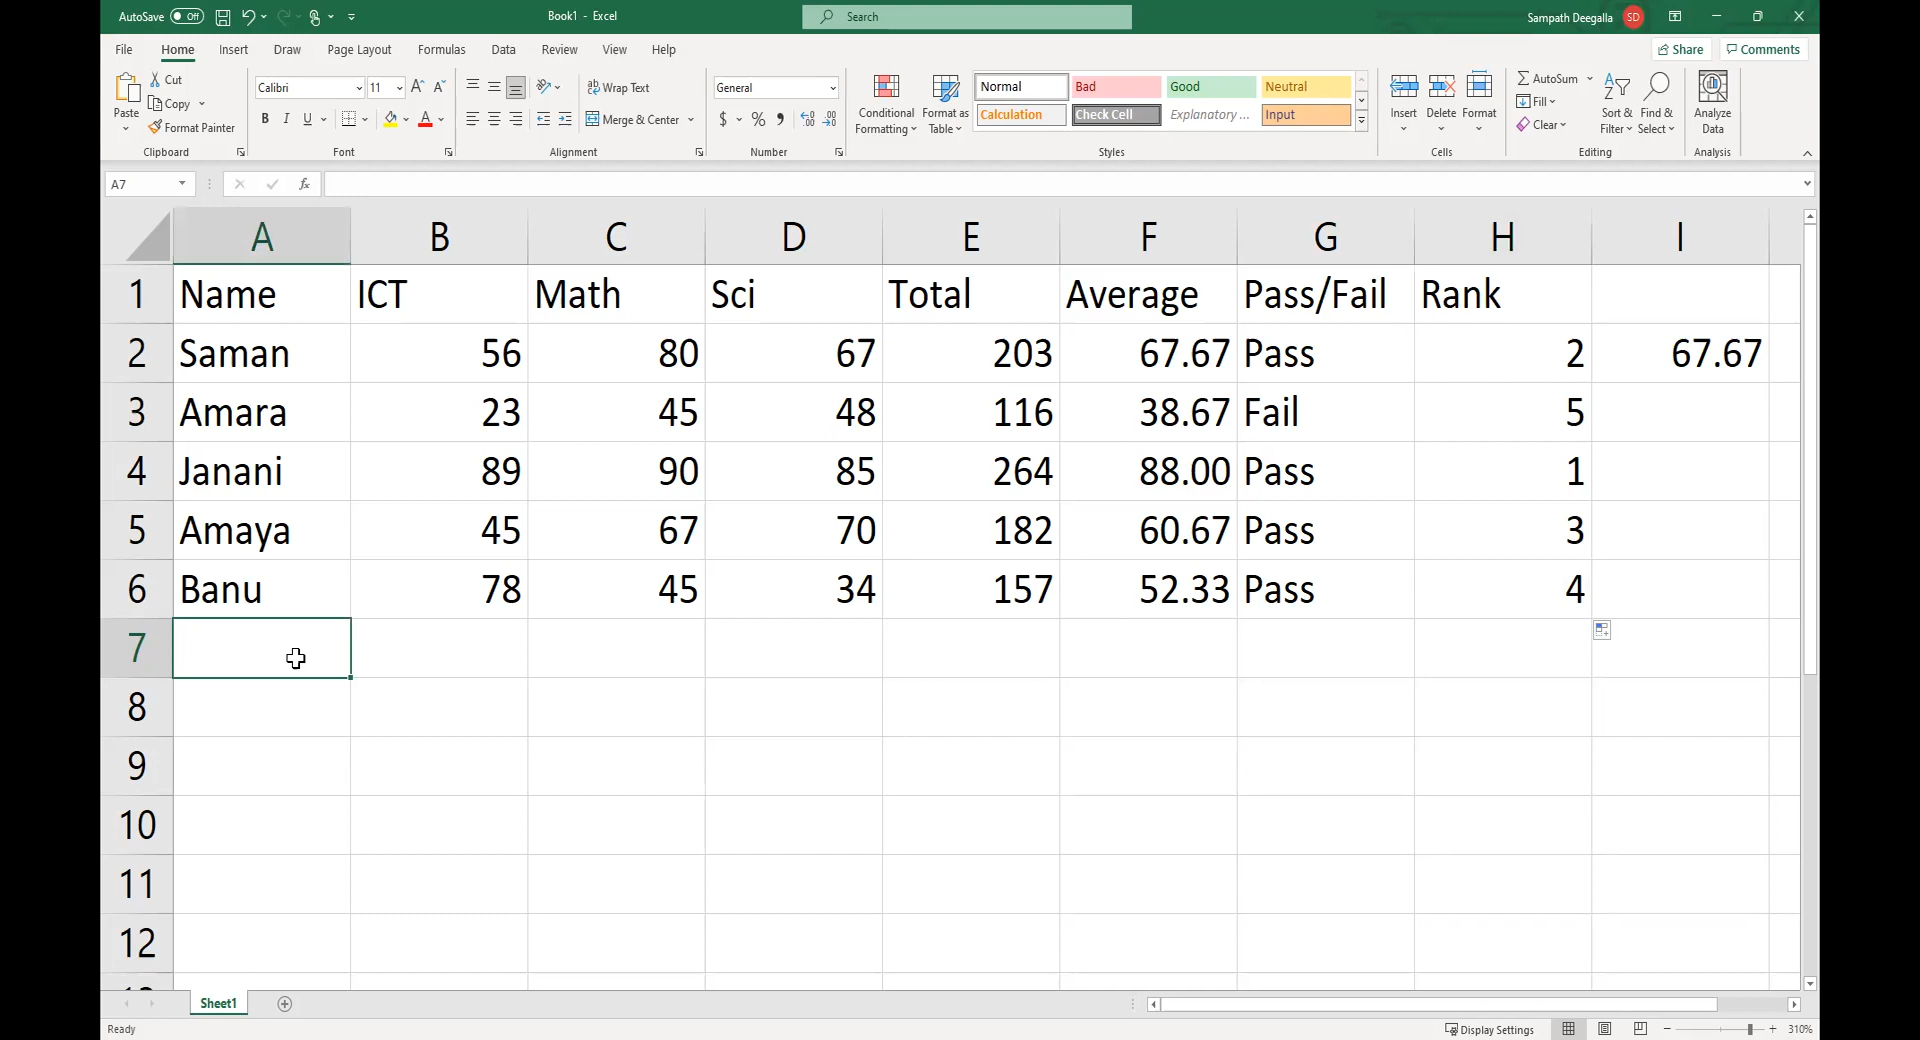 AutoSave Off Book1 - Excel Search Sampath Deegalla SD
File Home Insert Draw Page Layout Formulas Data Review View Help Share Comments
Paste
Cut
Copy
Format Painter
Clipboard
Calibri 11
B I U
Font
Wrap Text
Merge & Center
Alignment
General
$ % ,
Number
Conditional Formatting
Format as Table
Normal Bad Good Neutral
Calculation Check Cell Explanatory ... Input
Styles
Insert Delete Format
Cells
AutoSum
Fill
Clear
Sort & Filter
Find & Select
Editing
Analyze Data
Analysis
A7 fx
A B C D E F G H I
1 Name ICT Math Sci Total Average Pass/Fail Rank
2 Saman 56 80 67 203 67.67 Pass 2 67.67
3 Amara 23 45 48 116 38.67 Fail 5
4 Janani 89 90 85 264 88.00 Pass 1
5 Amaya 45 67 70 182 60.67 Pass 3
6 Banu 78 45 34 157 52.33 Pass 4
7
8
9
10
11
12
Sheet1
Ready Display Settings 310%